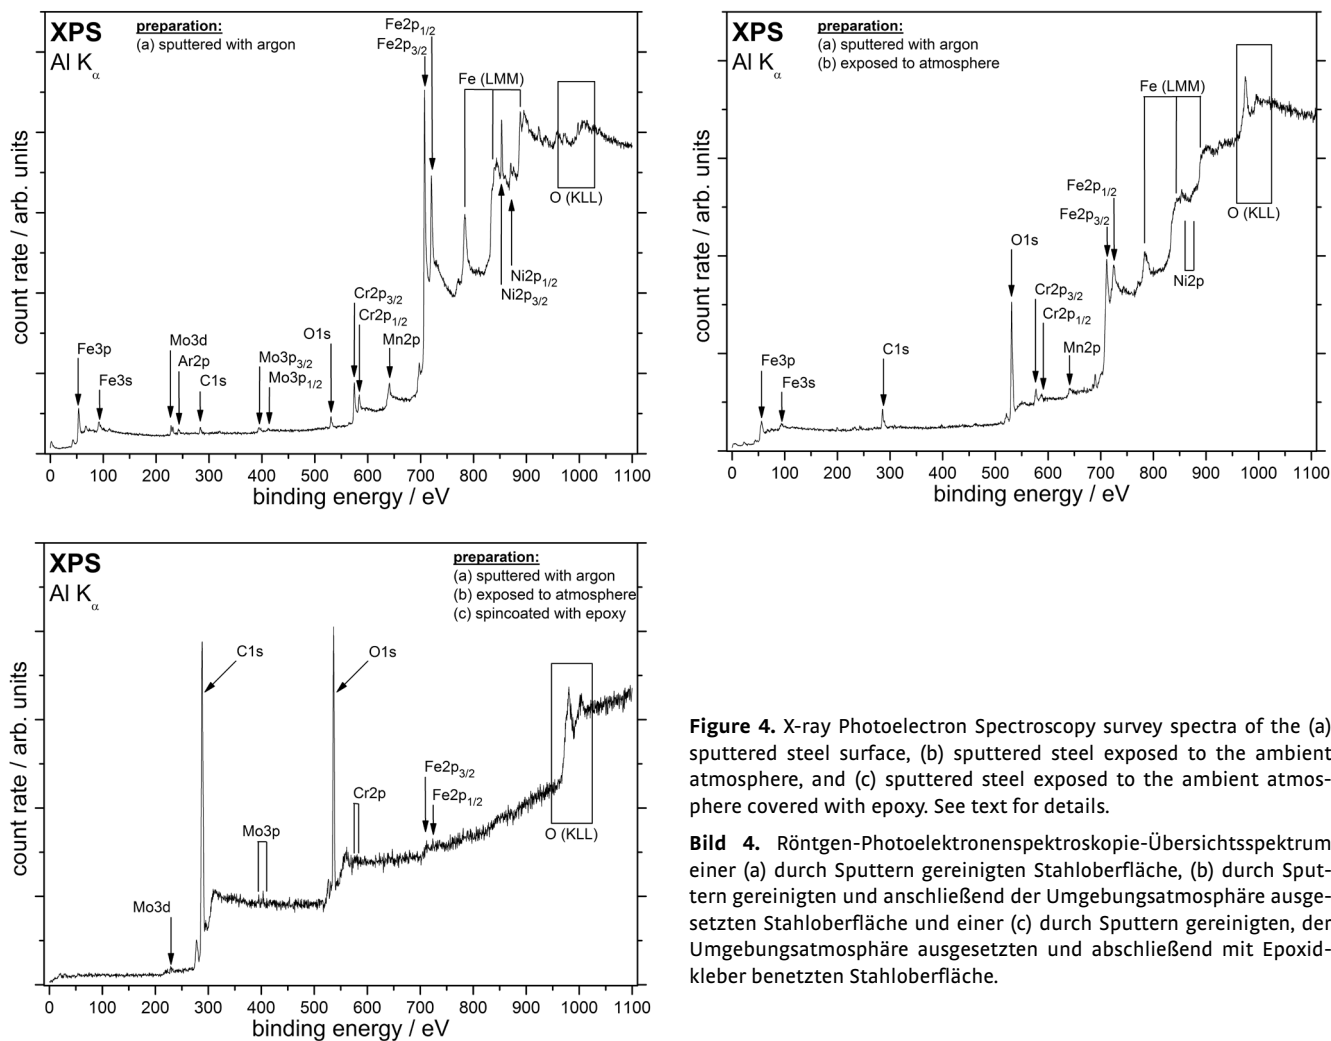 XPS
Al Kα
preparation:
(a) sputtered with argon
Fe2p1/2
Fe2p3/2
Fe (LMM)
O (KLL)
Ni2p1/2
Ni2p3/2
Cr2p3/2
Cr2p1/2
Mn2p
O1s
Mo3d
Ar2p
C1s
Mo3p3/2
Mo3p1/2
Fe3p
Fe3s
count rate / arb. units
0 100 200 300 400 500 600 700 800 900 1000 1100
binding energy / eV
XPS
Al Kα
preparation:
(a) sputtered with argon
(b) exposed to atmosphere
Fe (LMM)
Fe2p1/2
Fe2p3/2
O (KLL)
O1s
Ni2p
Cr2p3/2
Cr2p1/2
Mn2p
C1s
Fe3p
Fe3s
count rate / arb. units
0 100 200 300 400 500 600 700 800 900 1000 1100
binding energy / eV
XPS
Al Kα
preparation:
(a) sputtered with argon
(b) exposed to atmosphere
(c) spincoated with epoxy
C1s
O1s
Fe2p3/2
Fe2p1/2
Cr2p
Mo3p
O (KLL)
Mo3d
count rate / arb. units
0 100 200 300 400 500 600 700 800 900 1000 1100
binding energy / eV
Figure 4. X-ray Photoelectron Spectroscopy survey spectra of the (a)
sputtered steel surface, (b) sputtered steel exposed to the ambient
atmosphere, and (c) sputtered steel exposed to the ambient atmos-
phere covered with epoxy. See text for details.
Bild 4. Röntgen-Photoelektronenspektroskopie-Übersichtsspektrum
einer (a) durch Sputtern gereinigten Stahloberfläche, (b) durch Sput-
tern gereinigten und anschließend der Umgebungsatmosphäre ausge-
setzten Stahloberfläche und einer (c) durch Sputtern gereinigten, der
Umgebungsatmosphäre ausgesetzten und abschließend mit Epoxid-
kleber benetzten Stahloberfläche.